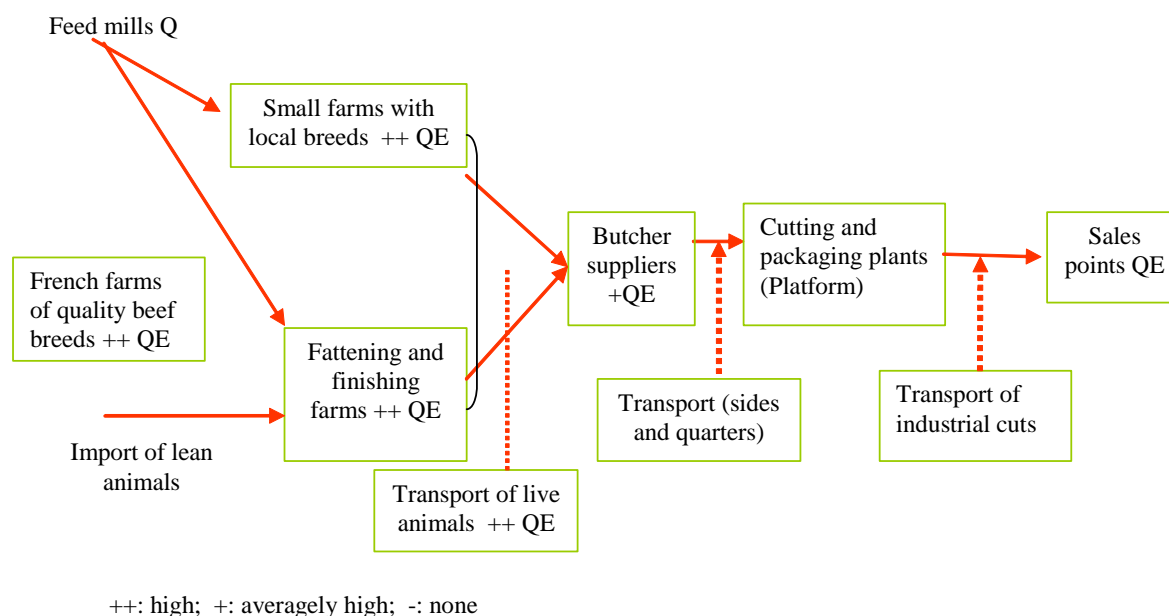 Feed mills Q
Small farms with
local breeds ++ QE
French farms
of quality beef
breeds ++ QE
Fattening and
finishing
farms ++ QE
Import of lean
animals
Transport of live
animals ++ QE
Butcher
suppliers
+QE
Cutting and
packaging plants
(Platform)
Sales
points QE
Transport (sides
and quarters)
Transport of
industrial cuts
++: high; +: averagely high; -: none